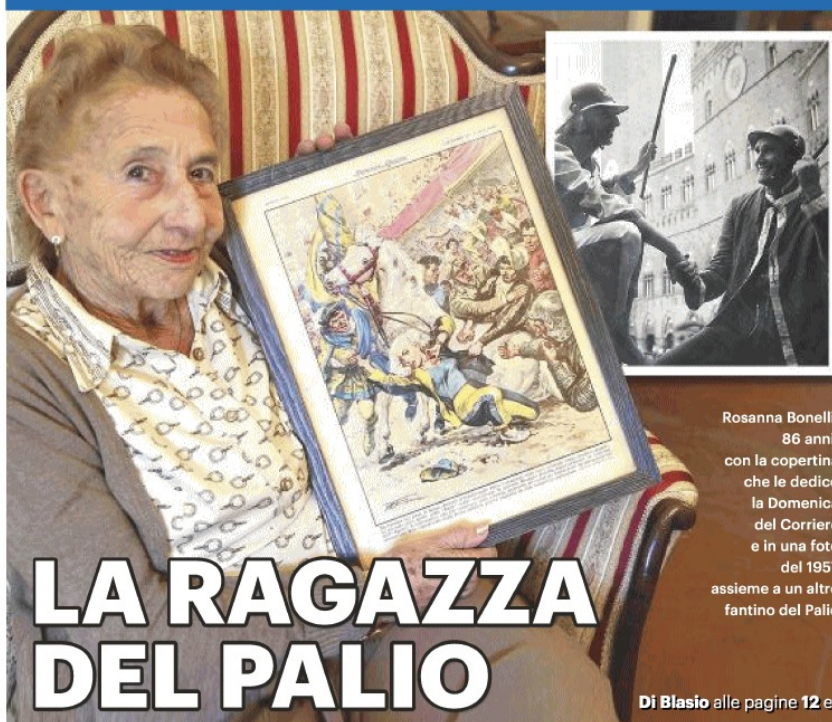 Rosanna Bonell
86 ann
con la copertin
che le dedic
la Domenica
del Corrier
e in una fot
del 195
assieme a un altr
fantino del Pali
LA RAGAZZA
DEL PALIO
Di Blasio alle pagine 12 e